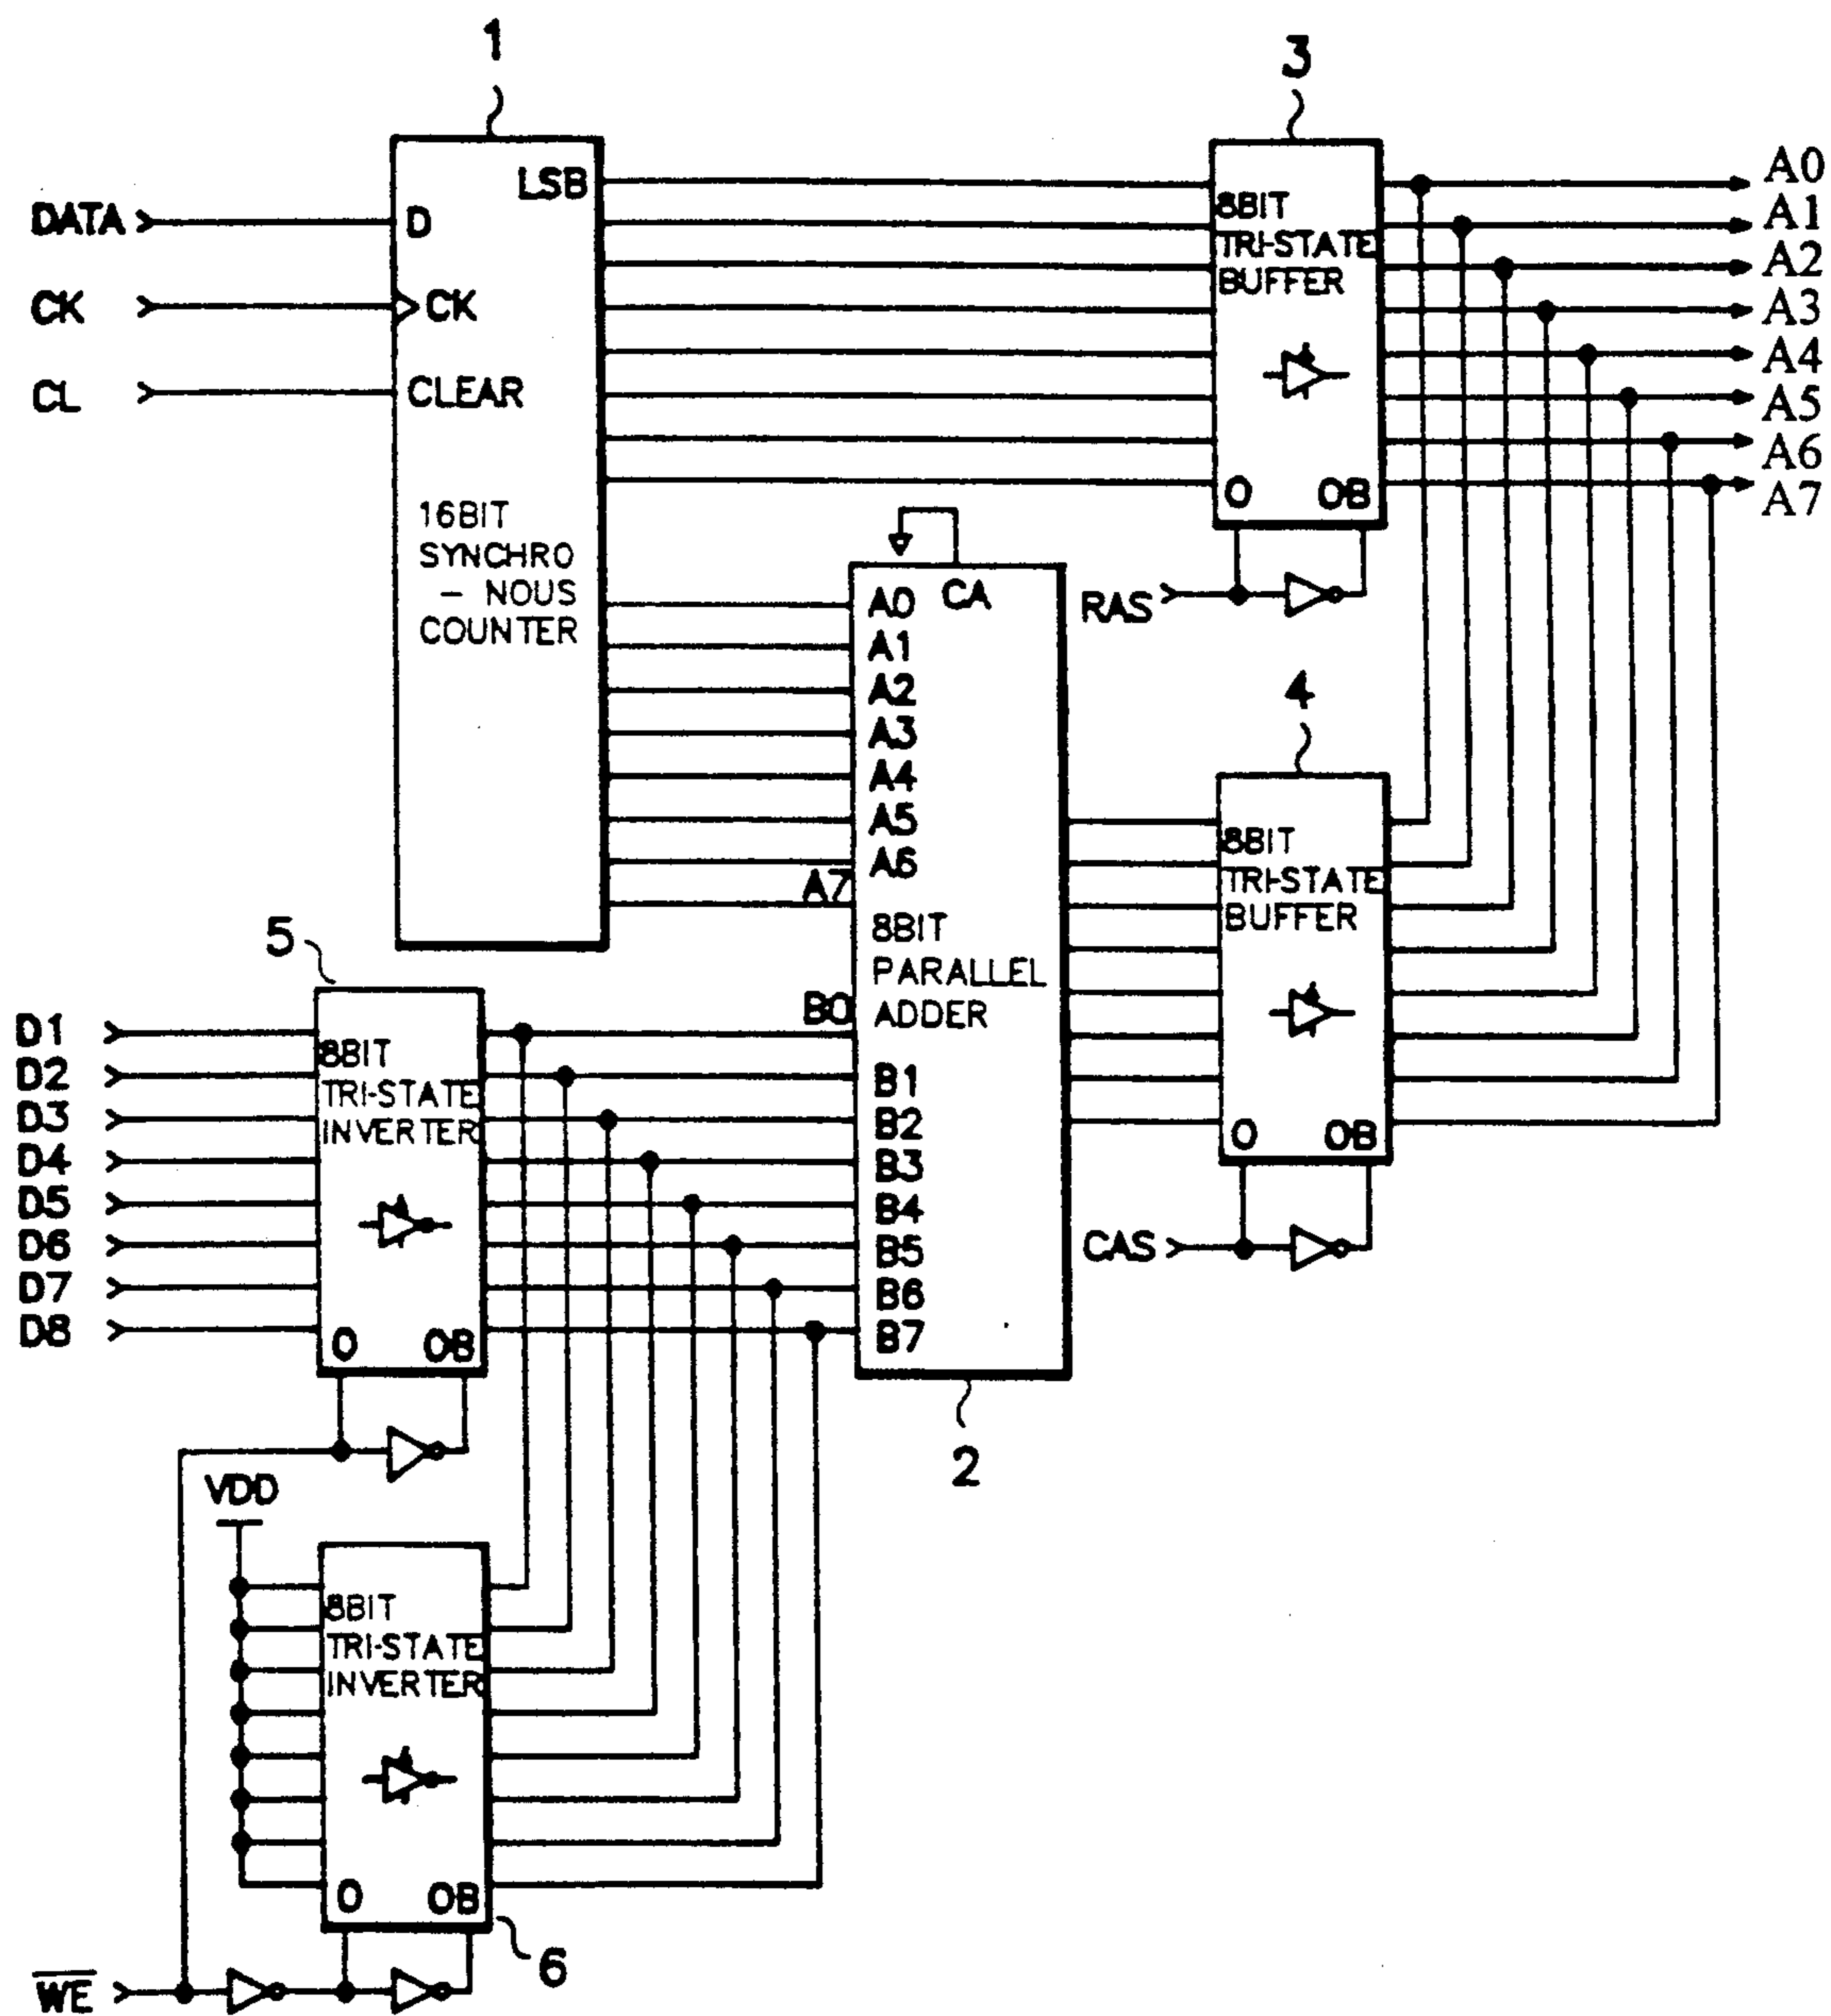 1
3
LSB
DATA
D
CK
CK
CL
CLEAR
16BIT
SYNCHRO
- NOUS
COUNTER
8BIT
TRI-STATE
BUFFER
O OB
A0
A1
A2
A3
A4
A5
A6
A7
RAS
CA
A0
A1
A2
A3
A4
A5
A6
A7
8BIT
PARALLEL
ADDER
B0
B1
B2
B3
B4
B5
B6
B7
2
4
8BIT
TRI-STATE
BUFFER
O OB
CAS
5
D1
D2
D3
D4
D5
D6
D7
D8
8BIT
TRI-STATE
INVERTER
O OB
VDD
8BIT
TRI-STATE
INVERTER
O OB
6
WE